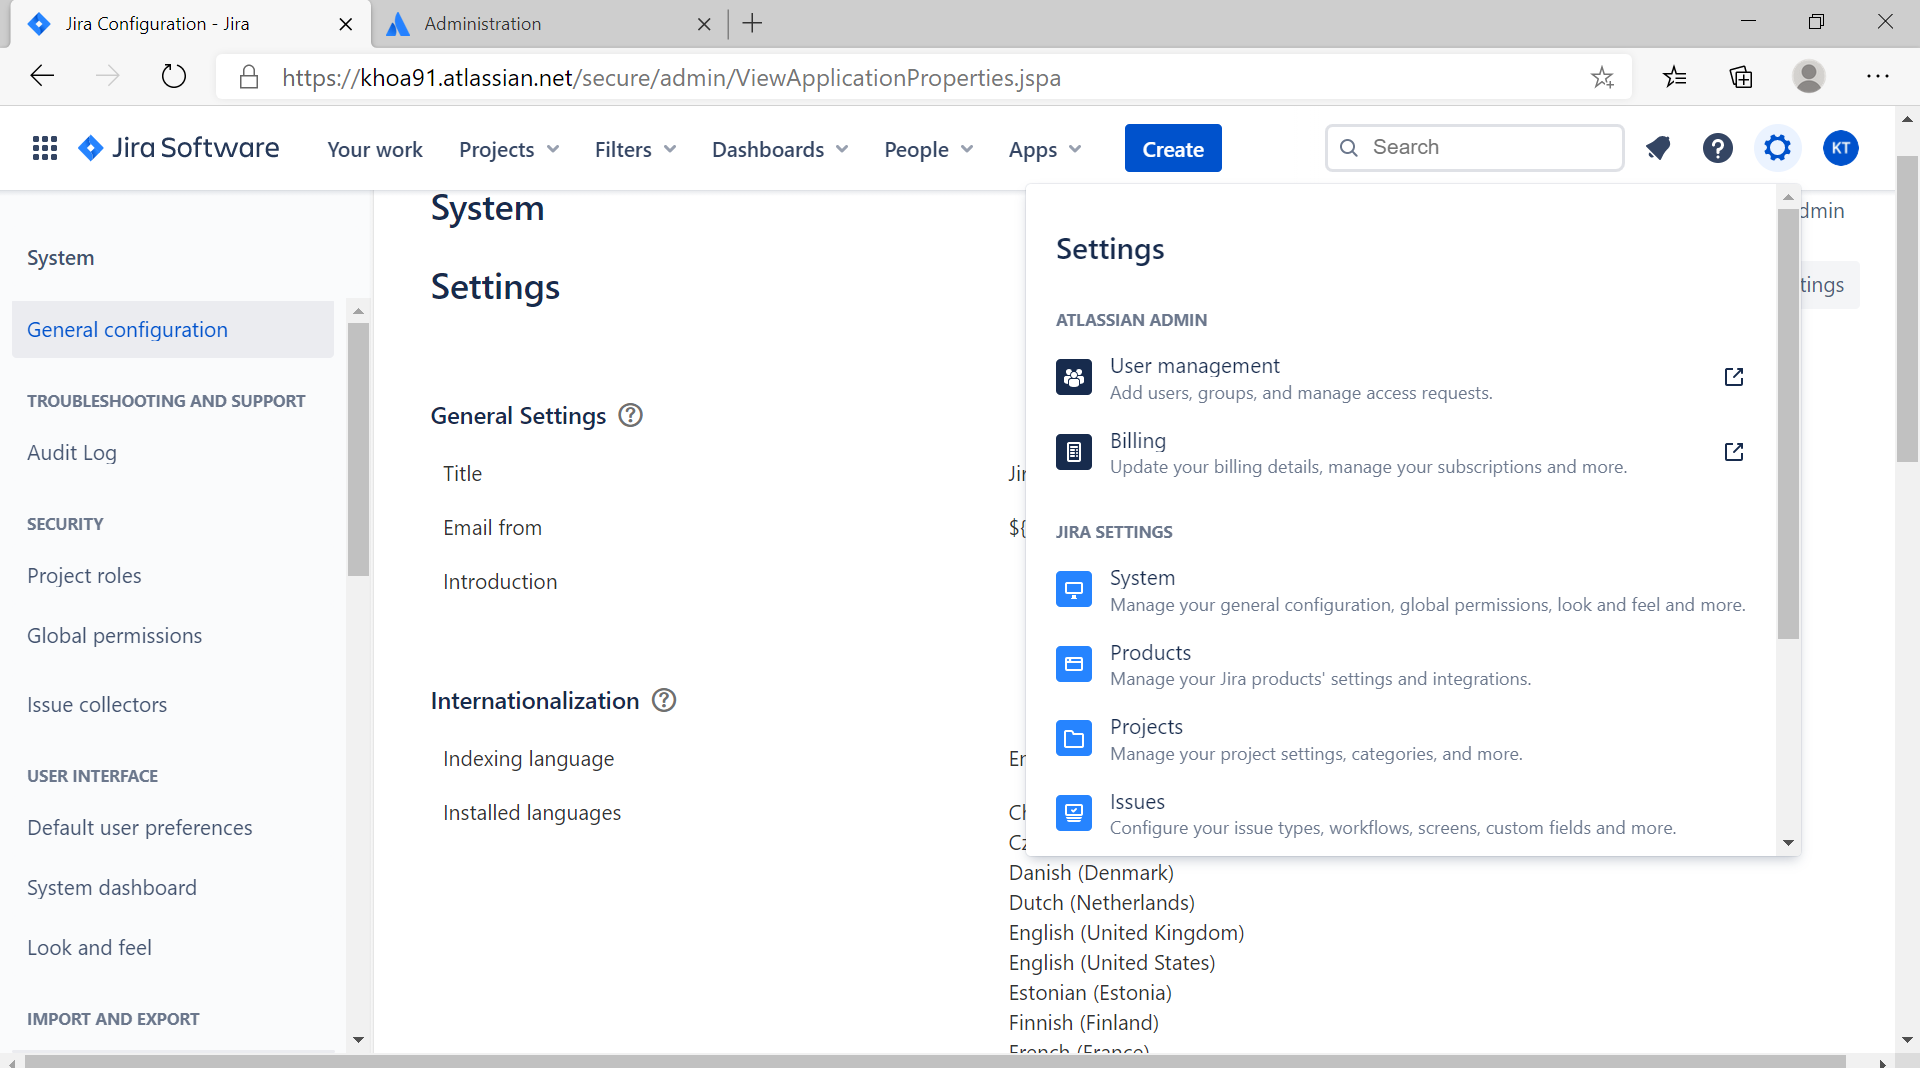 Jira Configuration - Jira
Administration
https://khoa91.atlassian.net/secure/admin/ViewApplicationProperties.jspa
Jira Software
Your work
Projects
Filters
Dashboards
People
Apps
Create
Search
KT
System
General configuration
TROUBLESHOOTING AND SUPPORT
Audit Log
SECURITY
Project roles
Global permissions
Issue collectors
USER INTERFACE
Default user preferences
System dashboard
Look and feel
IMPORT AND EXPORT
System
Settings
General Settings
Title
Email from
${
Introduction
Internationalization
Indexing language
Installed languages
Danish (Denmark)
Dutch (Netherlands)
English (United Kingdom)
English (United States)
Estonian (Estonia)
Finnish (Finland)
French (France)
Settings
ATLASSIAN ADMIN
User management
Add users, groups, and manage access requests.
Billing
Update your billing details, manage your subscriptions and more.
JIRA SETTINGS
System
Manage your general configuration, global permissions, look and feel and more.
Products
Manage your Jira products' settings and integrations.
Projects
Manage your project settings, categories, and more.
Issues
Configure your issue types, workflows, screens, custom fields and more.